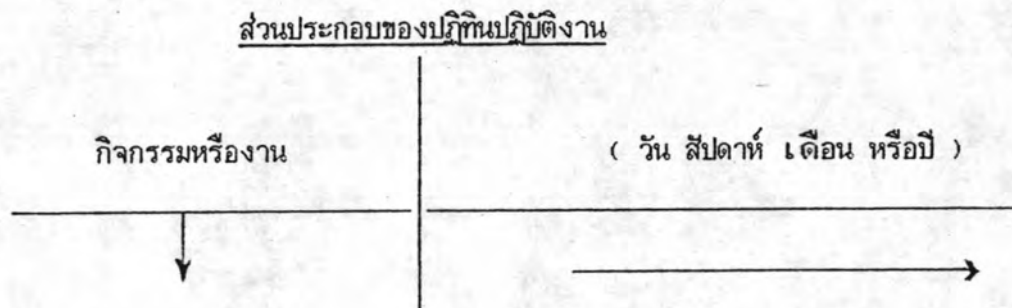 ส่วนประกอบของปฏิทินปฏิบัติงาน
กิจกรรมหรืองาน
( วัน สัปดาห์ เดือน หรือปี )